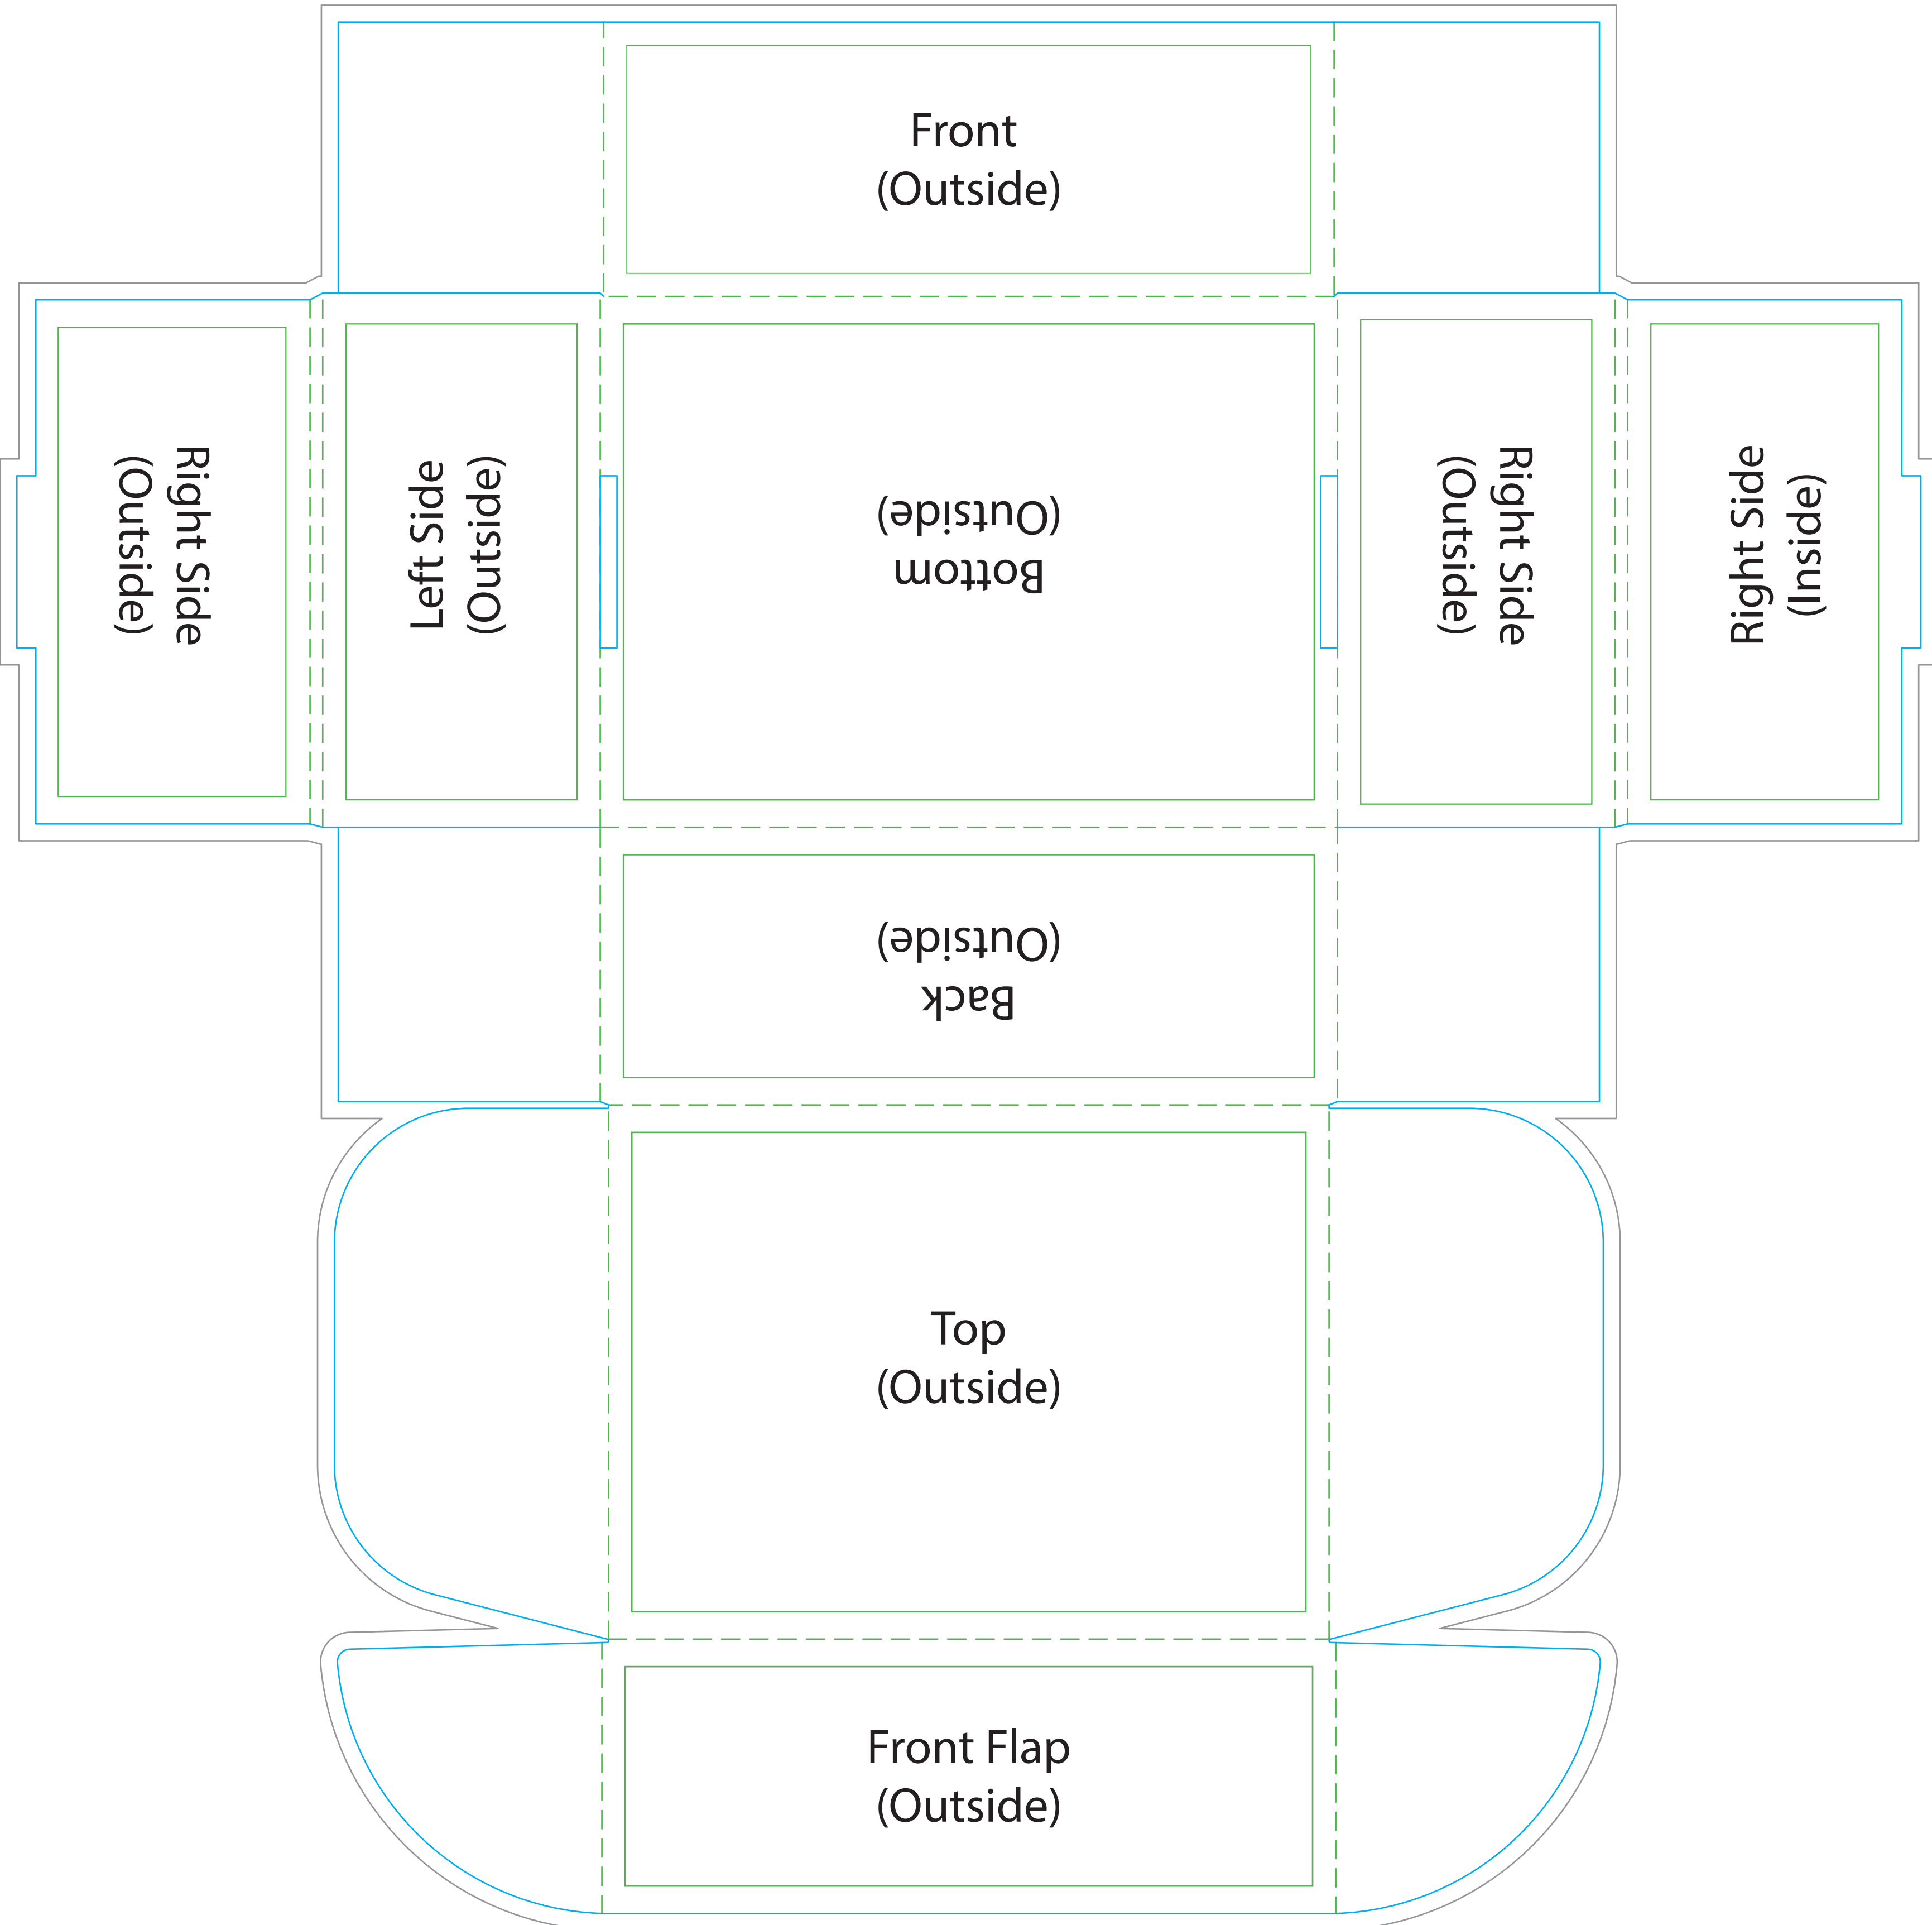 Front
(Outside)
Right Side
(Outside)
Left Side
(Outside)
Bottom
(Outside)
Right Side
(Outside)
Right Side
(Inside)
Back
(Outside)
Top
(Outside)
Front Flap
(Outside)